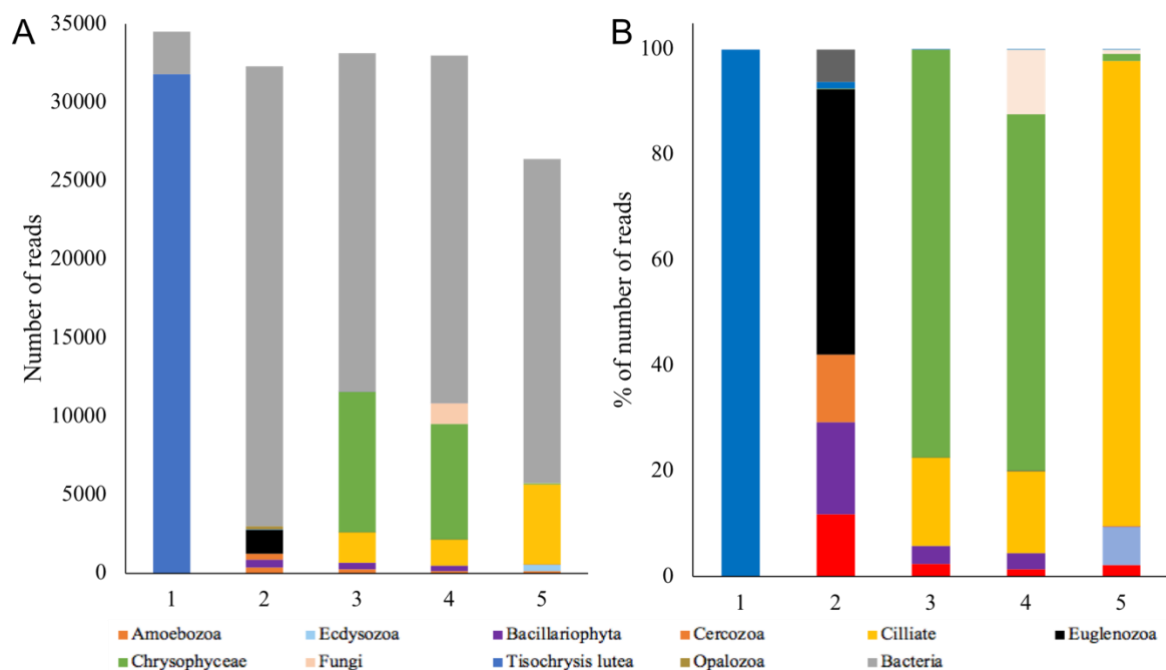 A
B
Number of reads
35000
30000
25000
20000
15000
10000
5000
0
1 2 3 4 5
% of number of reads
100
80
60
40
20
0
1 2 3 4 5
Amoebozoa Ecdysozoa Bacillariophyta Cercozoa Cilliate Euglenozoa
Chrysophyceae Fungi Tisochrysis lutea Opalozoa Bacteria